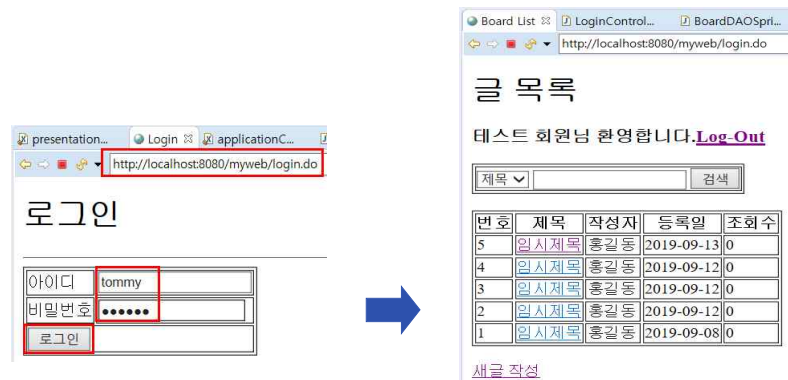 presentation... Login applicationC...
http://localhost:8080/myweb/login.do
로그인
아이디 tommy
비밀번호 ●●●●●●
로그인
Board List LoginControl... BoardDAOSpri...
http://localhost:8080/myweb/login.do
글 목록
테스트 회원님 환영합니다.Log-Out
제목 검색
번호 제목 작성자 등록일 조회수
5 임시제목 홍길동 2019-09-13 0
4 임시제목 홍길동 2019-09-12 0
3 임시제목 홍길동 2019-09-12 0
2 임시제목 홍길동 2019-09-12 0
1 임시제목 홍길동 2019-09-08 0
새글 작성